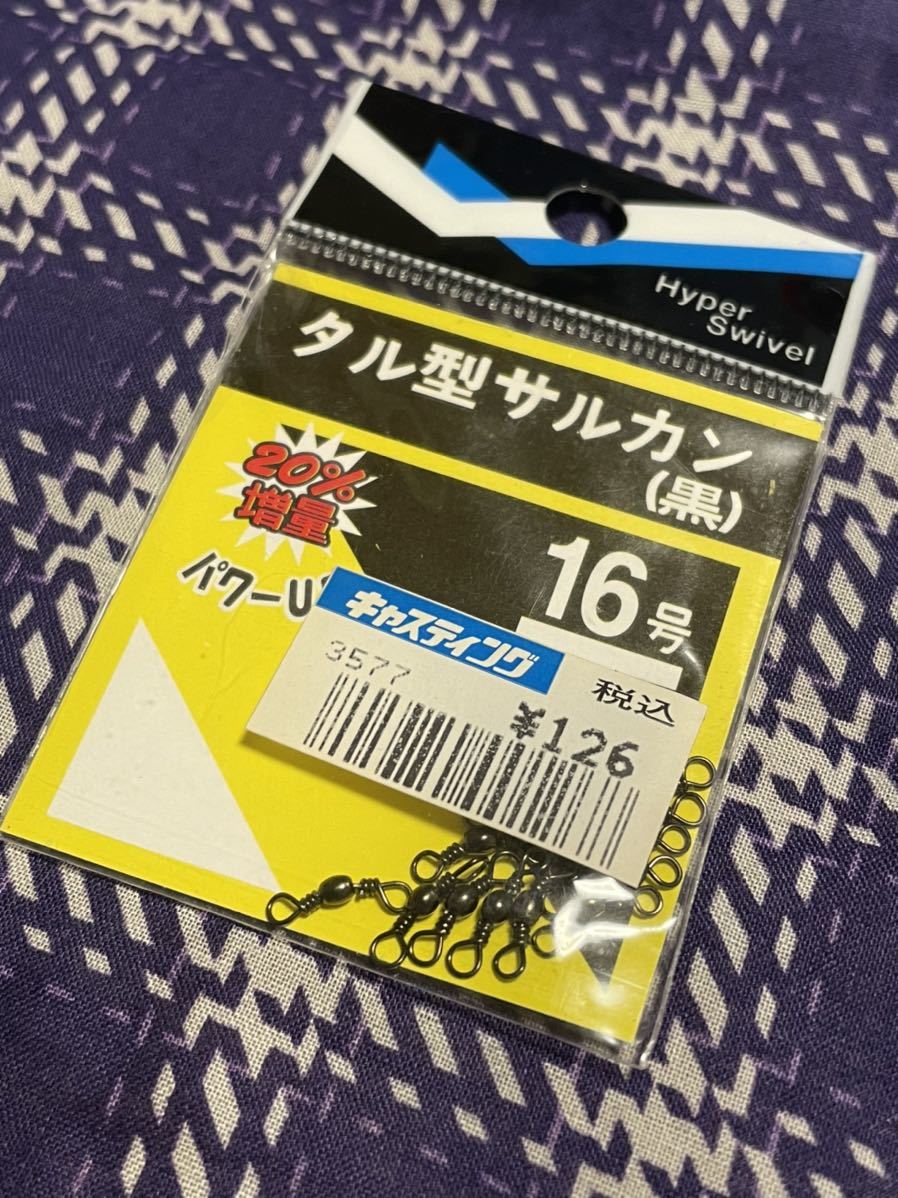 Hyper
Swivel
タル型サルカン
(黒)
20%
増量
パワーU
16号
キャスティング
3577
税込
¥126